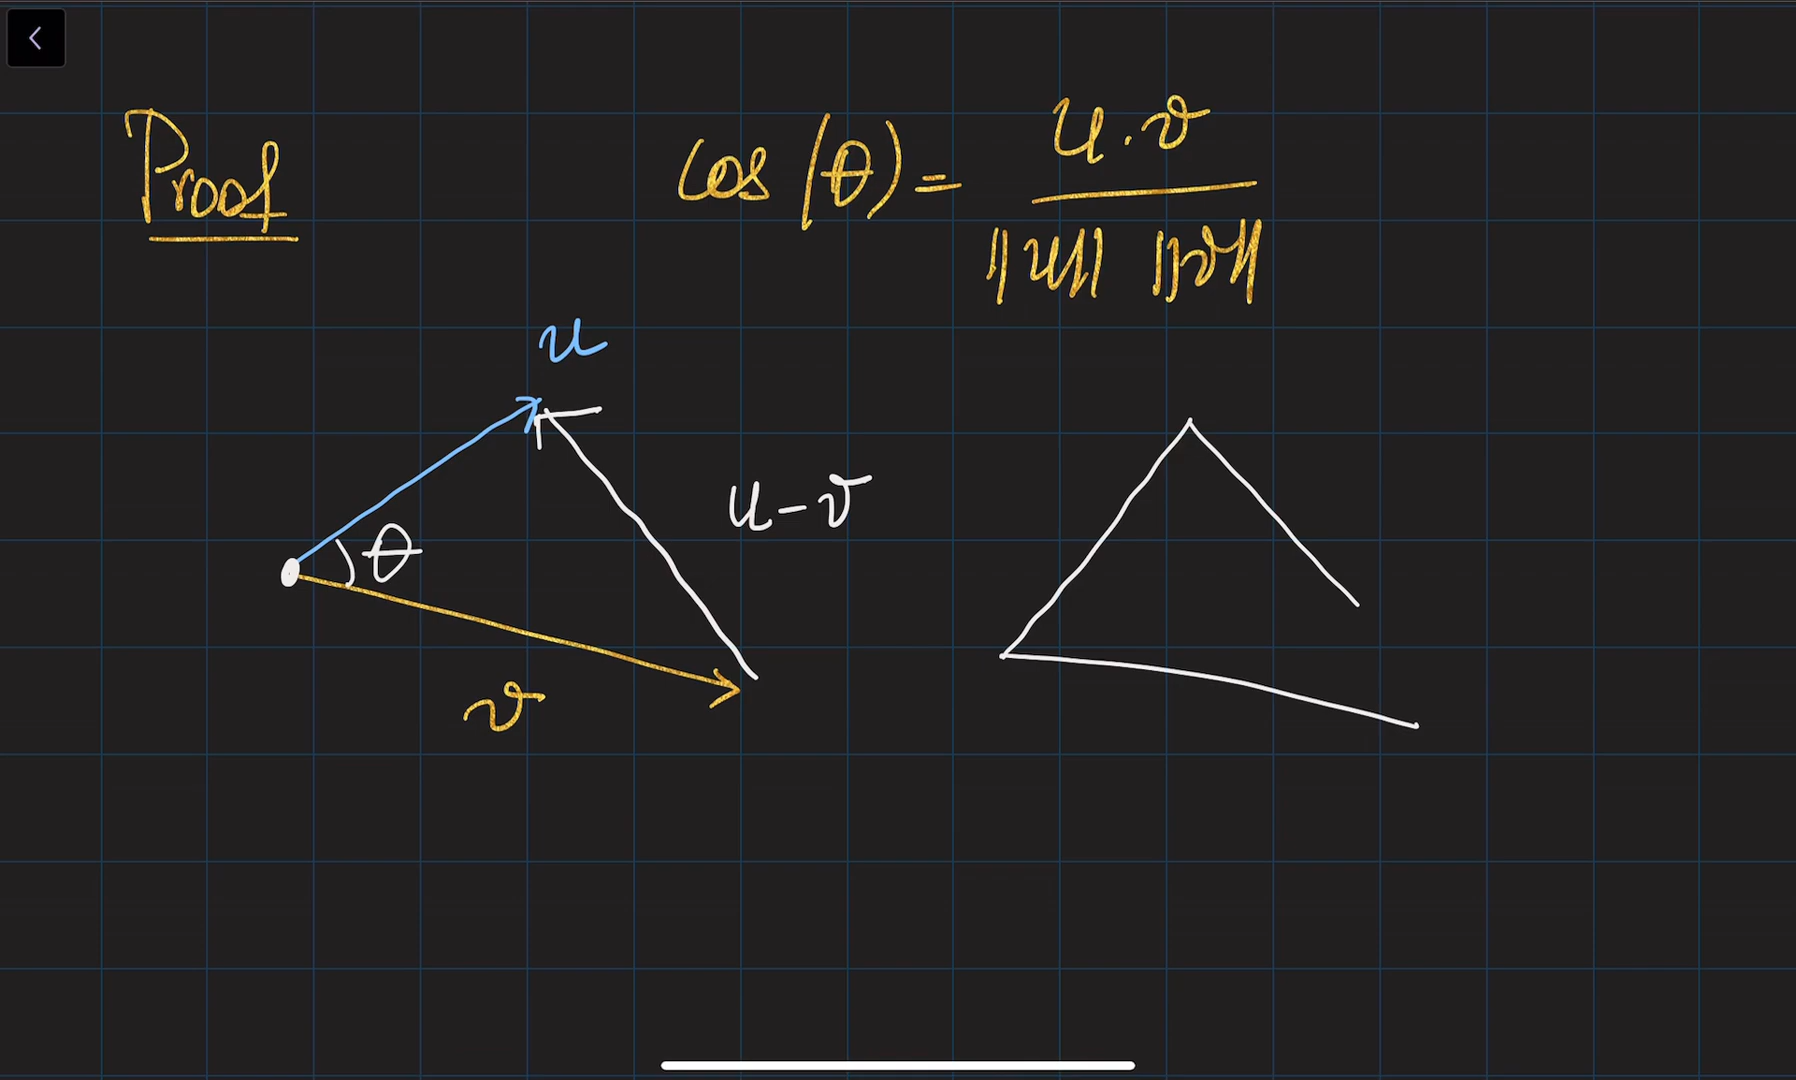 Proof
cos(θ) = u.v
||u|| ||v||
u
u-v
θ
v